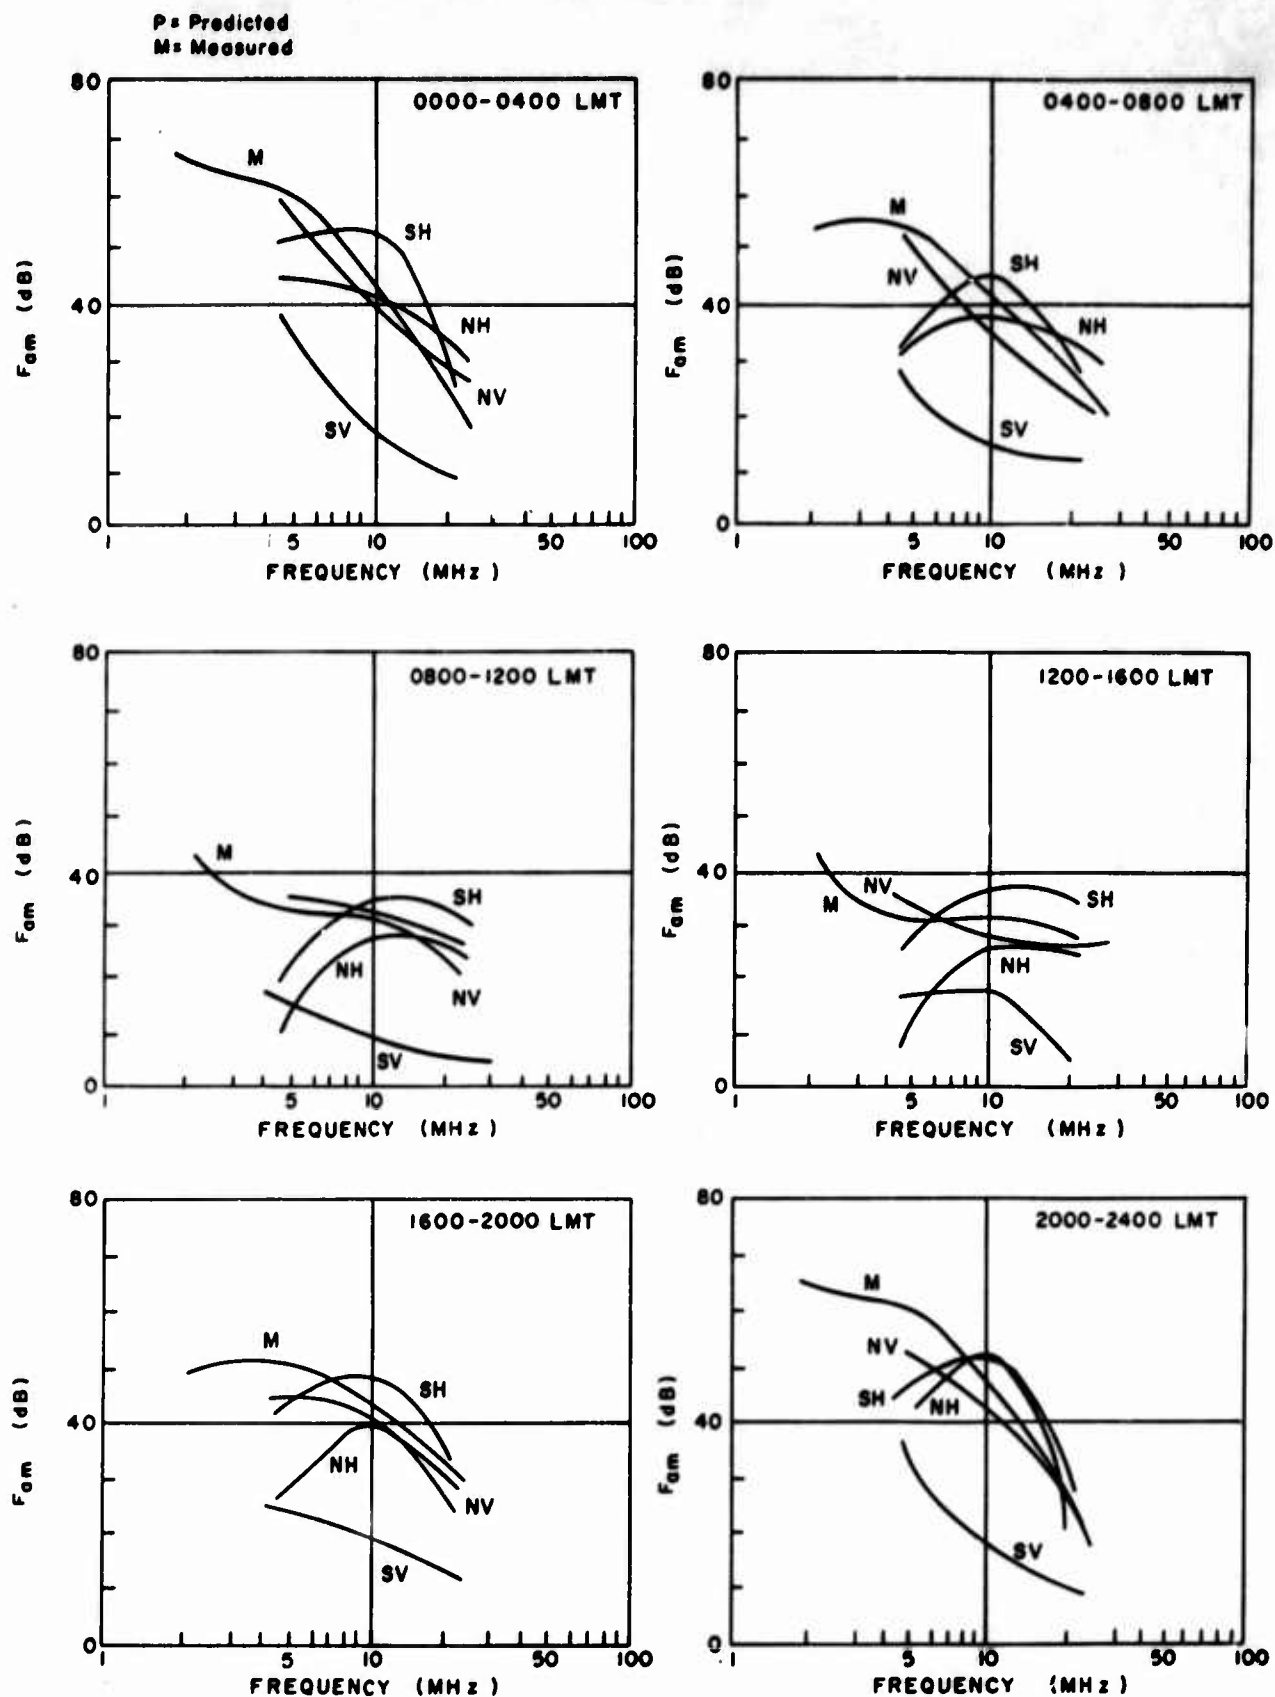 P= Predicted
M= Measured
80
0000-0400 LMT
M
SH
40
NH
NV
SV
0
1 5 10 50 100
Fam (dB)
FREQUENCY (MHz)
80
0400-0800 LMT
M
NV
SH
40
NH
SV
0
1 5 10 50 100
Fam (dB)
FREQUENCY (MHz)
80
0800-1200 LMT
M
40
SH
NH
NV
SV
0
1 5 10 50 100
Fam (dB)
FREQUENCY (MHz)
80
1200-1600 LMT
40
NV
M
SH
NH
SV
0
1 5 10 50 100
Fam (dB)
FREQUENCY (MHz)
80
1600-2000 LMT
M
SH
40
NH
NV
SV
0
1 5 10 50 100
Fam (dB)
FREQUENCY (MHz)
80
2000-2400 LMT
M
NV
SH
NH
40
SV
0
1 5 10 50 100
Fam (dB)
FREQUENCY (MHz)